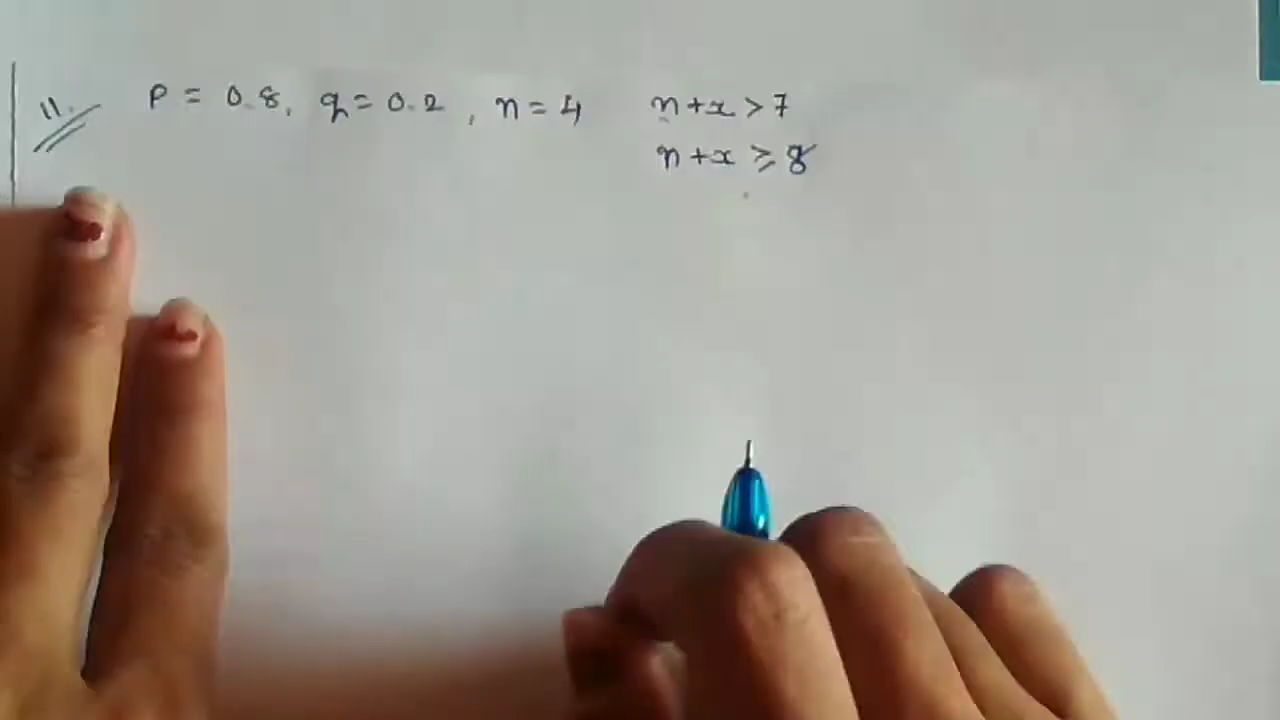 11. P = 0.8, q = 0.2, n = 4 n+x > 7
n+x ≥ 8